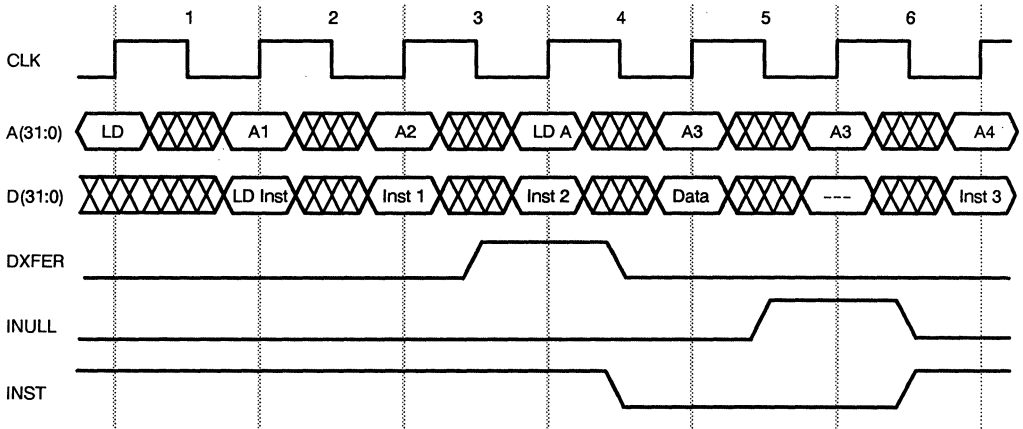 1 2 3 4 5 6
CLK
A(31:0) LD A1 A2 LD A A3 A3 A4
D(31:0) LD Inst Inst 1 Inst 2 Data --- Inst 3
DXFER
INULL
INST